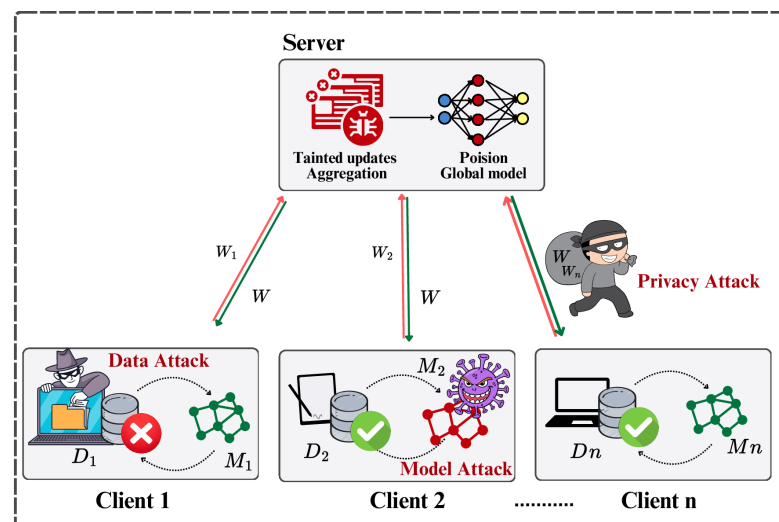 Server
Tainted updates
Aggregation
Poision
Global model
W₁
W
W₂
W
W
Wₙ
Privacy Attack
Data Attack
D₁
M₁
M₂
D₂
Model Attack
Dn
Mn
Client 1
Client 2
...........
Client n